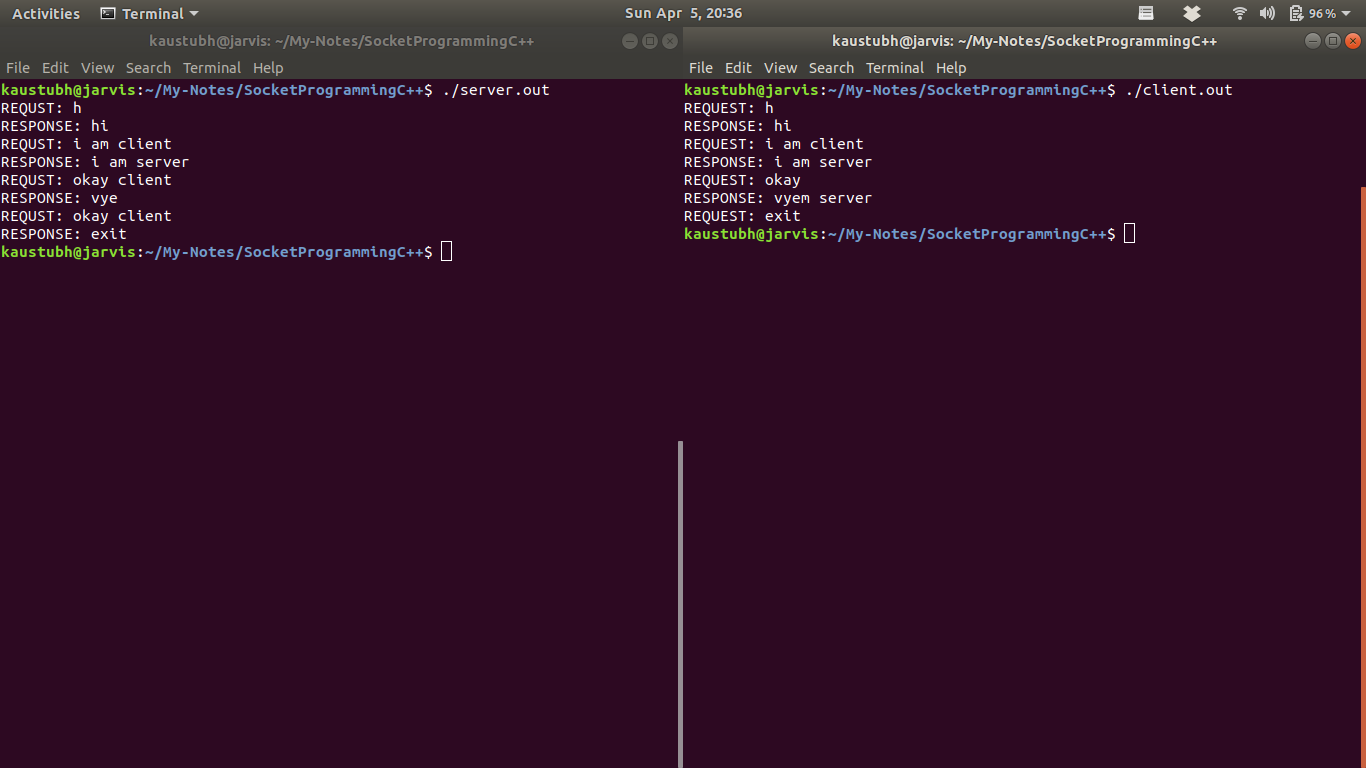 Activities Terminal Sun Apr 5, 20:36 96%
kaustubh@jarvis: ~/My-Notes/SocketProgrammingC++
File Edit View Search Terminal Help
kaustubh@jarvis:~/My-Notes/SocketProgrammingC++$ ./server.out
REQUST: h
RESPONSE: hi
REQUST: i am client
RESPONSE: i am server
REQUST: okay client
RESPONSE: vye
REQUST: okay client
RESPONSE: exit
kaustubh@jarvis:~/My-Notes/SocketProgrammingC++$
kaustubh@jarvis: ~/My-Notes/SocketProgrammingC++
File Edit View Search Terminal Help
kaustubh@jarvis:~/My-Notes/SocketProgrammingC++$ ./client.out
REQUEST: h
RESPONSE: hi
REQUEST: i am client
RESPONSE: i am server
REQUEST: okay
RESPONSE: vyem server
REQUEST: exit
kaustubh@jarvis:~/My-Notes/SocketProgrammingC++$